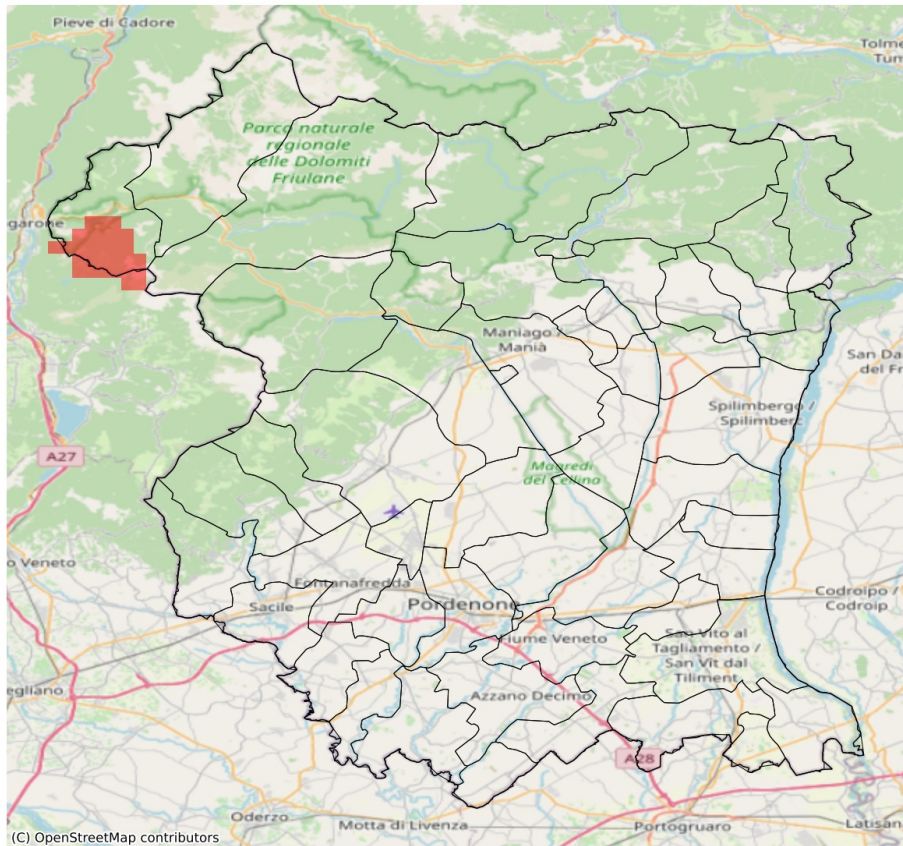 Pieve di Cadore
Tolme
Tum
Parco naturale
regionale
delle Dolomiti
Friulane
garone
Maniago /
Manià
San Da
del Fr
Spilimbergo /
Spilimberc
A27
Magredi
del Cellina
o Veneto
Fontanafredda
Codroipo /
Codroip
Sacile
Pordenone
Fiume Veneto
San Vito al
Tagliamento /
San Vît dal
Tiliment
egliano
Azzano Decimo
A28
Oderzo
Motta di Livenza
Portogruaro
Latisan
(C) OpenStreetMap contributors